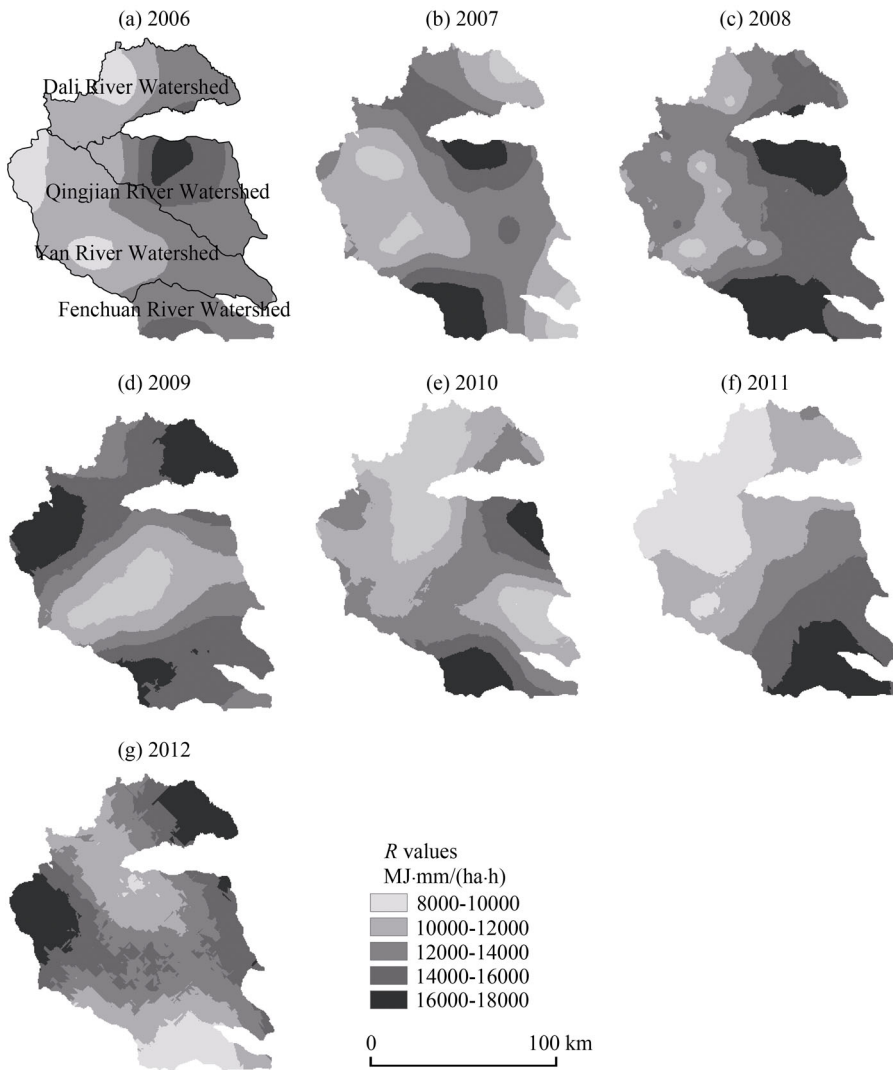 (a) 2006
(b) 2007
(c) 2008
Dali River Watershed
Qingjian River Watershed
Yan River Watershed
Fenchuan River Watershed
(d) 2009
(e) 2010
(f) 2011
(g) 2012
R values
MJ·mm/(ha·h)
8000-10000
10000-12000
12000-14000
14000-16000
16000-18000
0 100 km